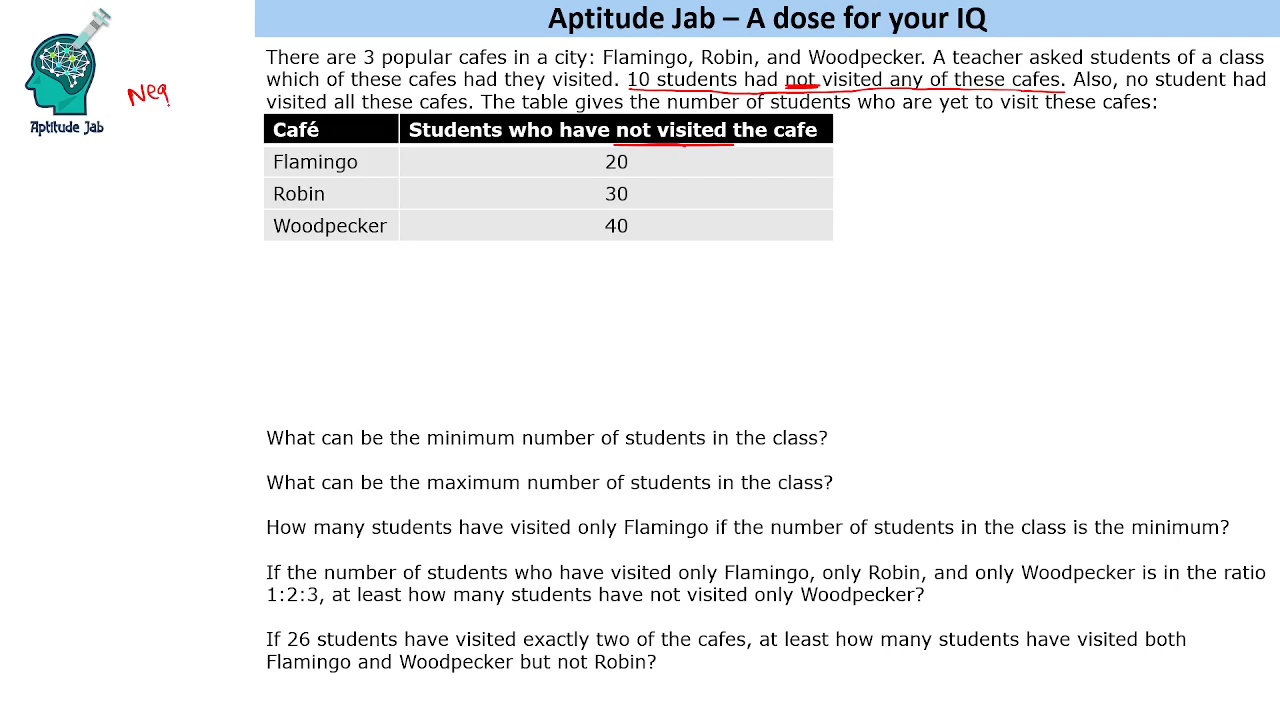 Aptitude Jab – A dose for your IQ
Aptitude Jab
Neg
There are 3 popular cafes in a city: Flamingo, Robin, and Woodpecker. A teacher asked students of a class
which of these cafes had they visited. 10 students had not visited any of these cafes. Also, no student had
visited all these cafes. The table gives the number of students who are yet to visit these cafes:
Café Students who have not visited the cafe
Flamingo 20
Robin 30
Woodpecker 40
What can be the minimum number of students in the class?
What can be the maximum number of students in the class?
How many students have visited only Flamingo if the number of students in the class is the minimum?
If the number of students who have visited only Flamingo, only Robin, and only Woodpecker is in the ratio
1:2:3, at least how many students have not visited only Woodpecker?
If 26 students have visited exactly two of the cafes, at least how many students have visited both
Flamingo and Woodpecker but not Robin?